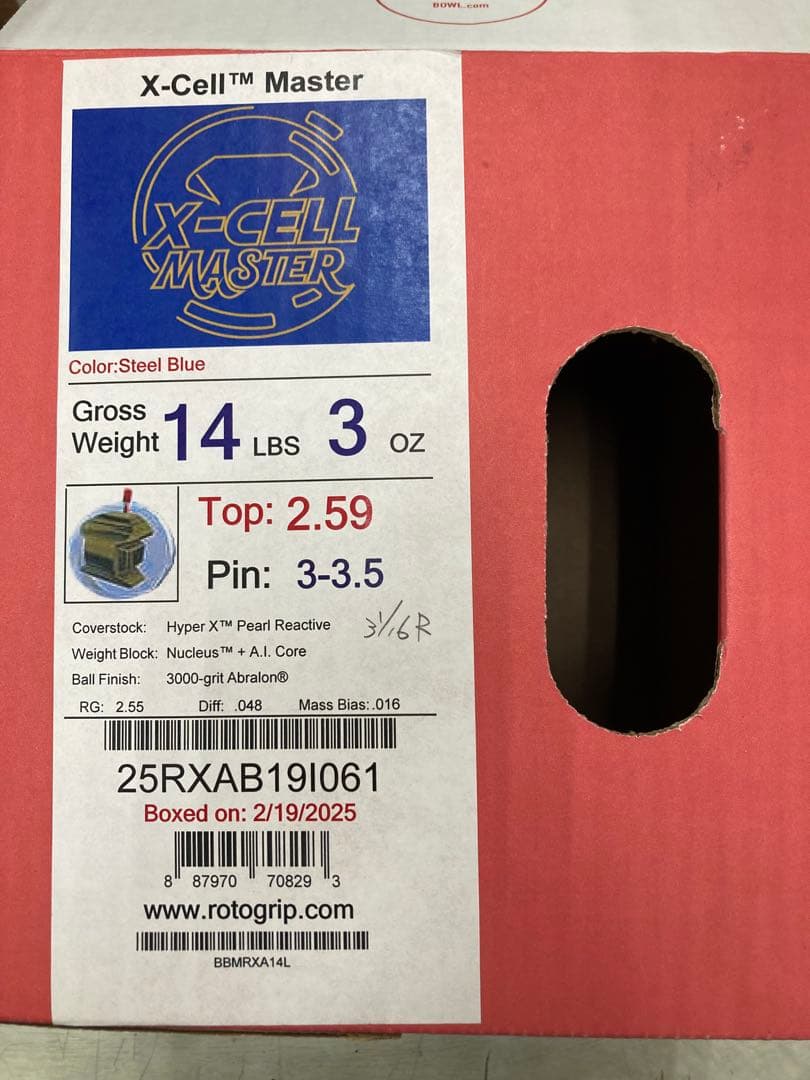 BOWL.com
X-Cell™ Master
X-CELL
MASTER
Color:Steel Blue
Gross
Weight 14 LBS 3 OZ
Top: 2.59
Pin: 3-3.5
3 1/16 R
Coverstock: Hyper X™ Pearl Reactive
Weight Block: Nucleus™ + A.I. Core
Ball Finish: 3000-grit Abralon®
RG: 2.55 Diff: .048 Mass Bias:.016
25RXAB19I061
Boxed on: 2/19/2025
8 87970 70829 3
www.rotogrip.com
BBMRXA14L